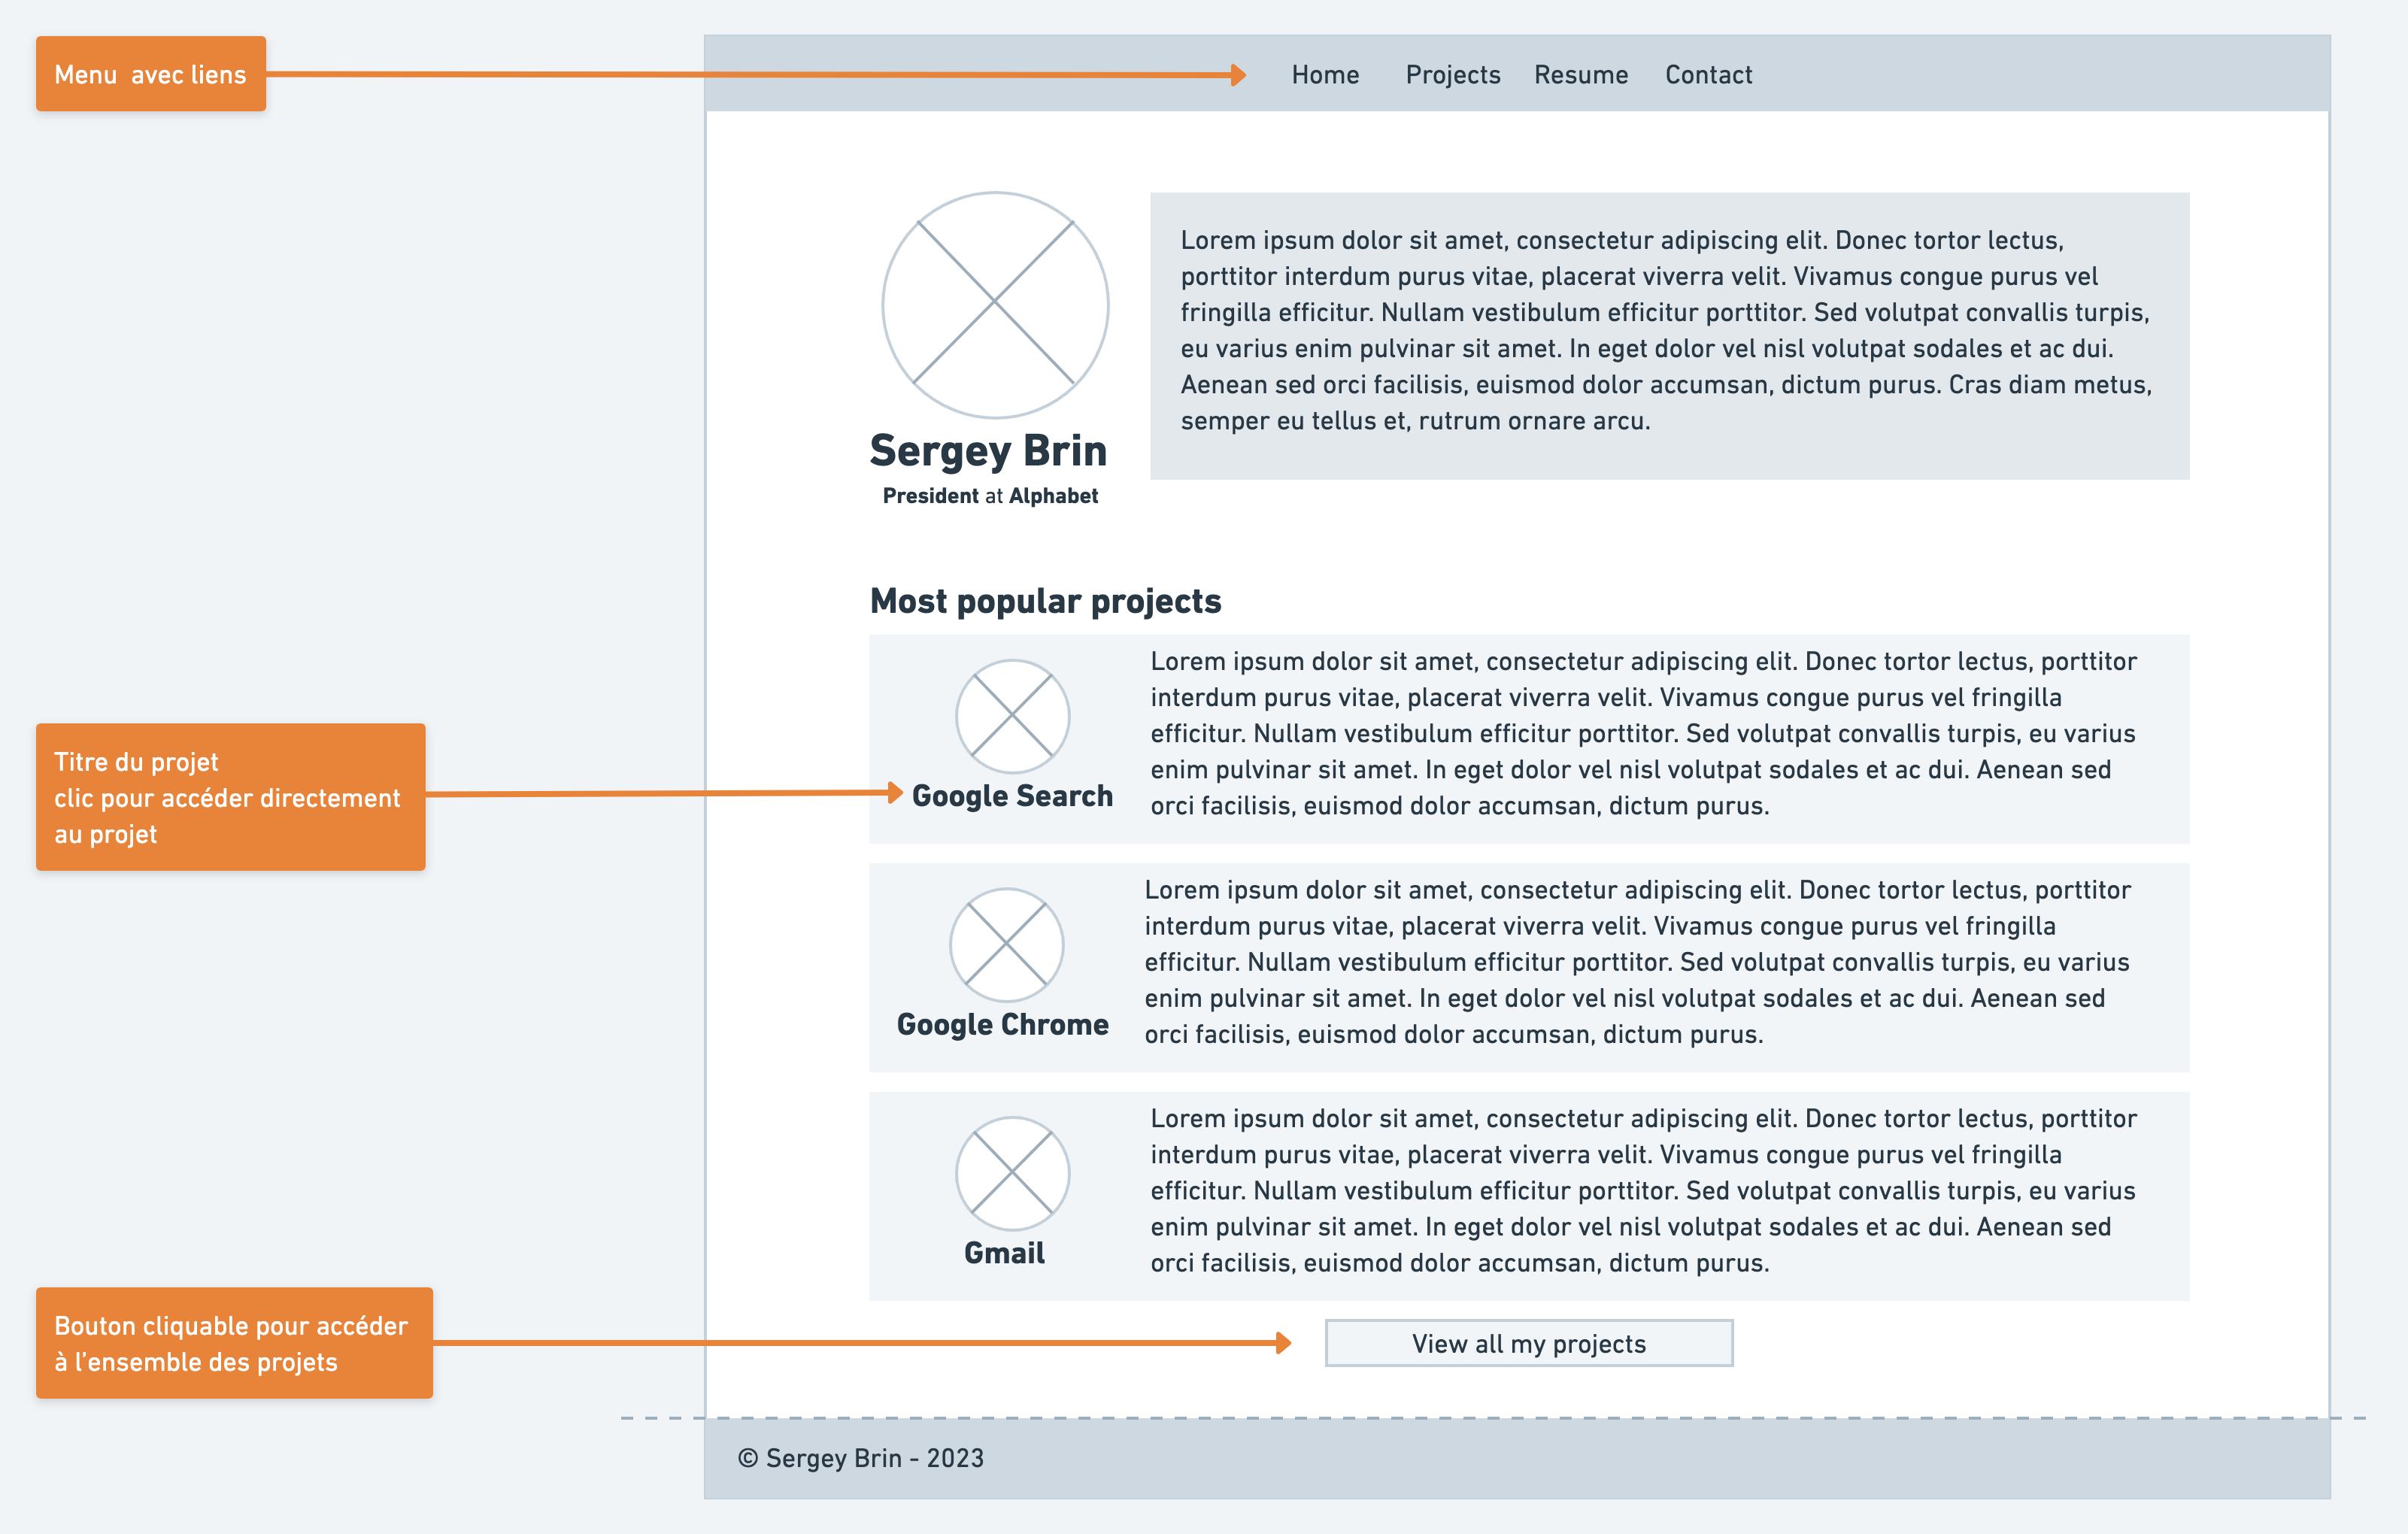 Menu  avec liens
Home Projects Resume Contact
Lorem ipsum dolor sit amet, consectetur adipiscing elit. Donec tortor lectus,
porttitor interdum purus vitae, placerat viverra velit. Vivamus congue purus vel
fringilla efficitur. Nullam vestibulum efficitur porttitor. Sed volutpat convallis turpis,
eu varius enim pulvinar sit amet. In eget dolor vel nisl volutpat sodales et ac dui.
Aenean sed orci facilisis, euismod dolor accumsan, dictum purus. Cras diam metus,
semper eu tellus et, rutrum ornare arcu.
Sergey Brin
President at Alphabet
Most popular projects
Titre du projet
clic pour accéder directement
au projet
Google Search
Lorem ipsum dolor sit amet, consectetur adipiscing elit. Donec tortor lectus, porttitor
interdum purus vitae, placerat viverra velit. Vivamus congue purus vel fringilla
efficitur. Nullam vestibulum efficitur porttitor. Sed volutpat convallis turpis, eu varius
enim pulvinar sit amet. In eget dolor vel nisl volutpat sodales et ac dui. Aenean sed
orci facilisis, euismod dolor accumsan, dictum purus.
Google Chrome
Lorem ipsum dolor sit amet, consectetur adipiscing elit. Donec tortor lectus, porttitor
interdum purus vitae, placerat viverra velit. Vivamus congue purus vel fringilla
efficitur. Nullam vestibulum efficitur porttitor. Sed volutpat convallis turpis, eu varius
enim pulvinar sit amet. In eget dolor vel nisl volutpat sodales et ac dui. Aenean sed
orci facilisis, euismod dolor accumsan, dictum purus.
Gmail
Lorem ipsum dolor sit amet, consectetur adipiscing elit. Donec tortor lectus, porttitor
interdum purus vitae, placerat viverra velit. Vivamus congue purus vel fringilla
efficitur. Nullam vestibulum efficitur porttitor. Sed volutpat convallis turpis, eu varius
enim pulvinar sit amet. In eget dolor vel nisl volutpat sodales et ac dui. Aenean sed
orci facilisis, euismod dolor accumsan, dictum purus.
Bouton cliquable pour accéder
à l'ensemble des projets
View all my projects
© Sergey Brin - 2023